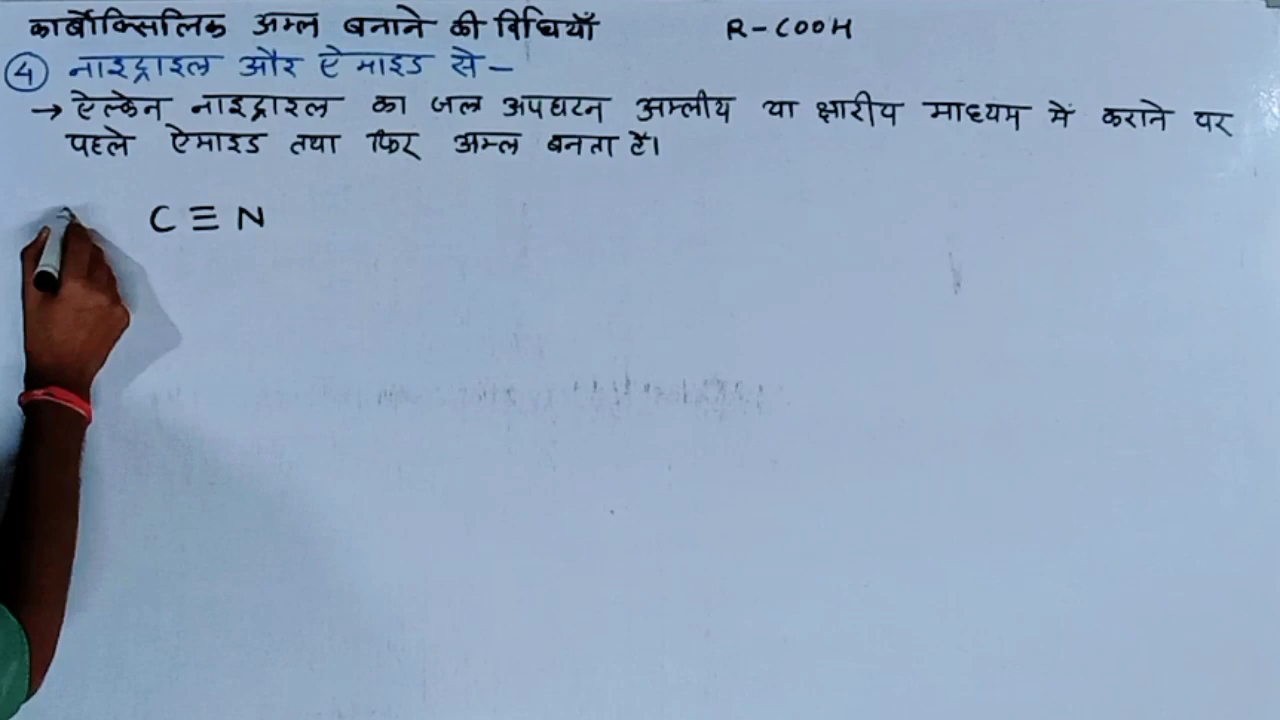 कार्बोक्सिलिक अम्ल बनाने की विधियाँ R-COOH
④ नाइट्राइल और ऐमाइड से -
→ ऐल्केन नाइट्राइल का जल अपघटन अम्लीय या क्षारीय माध्यम में कराने पर
पहले ऐमाइड तथा फिर अम्ल बनता है।
C ≡ N